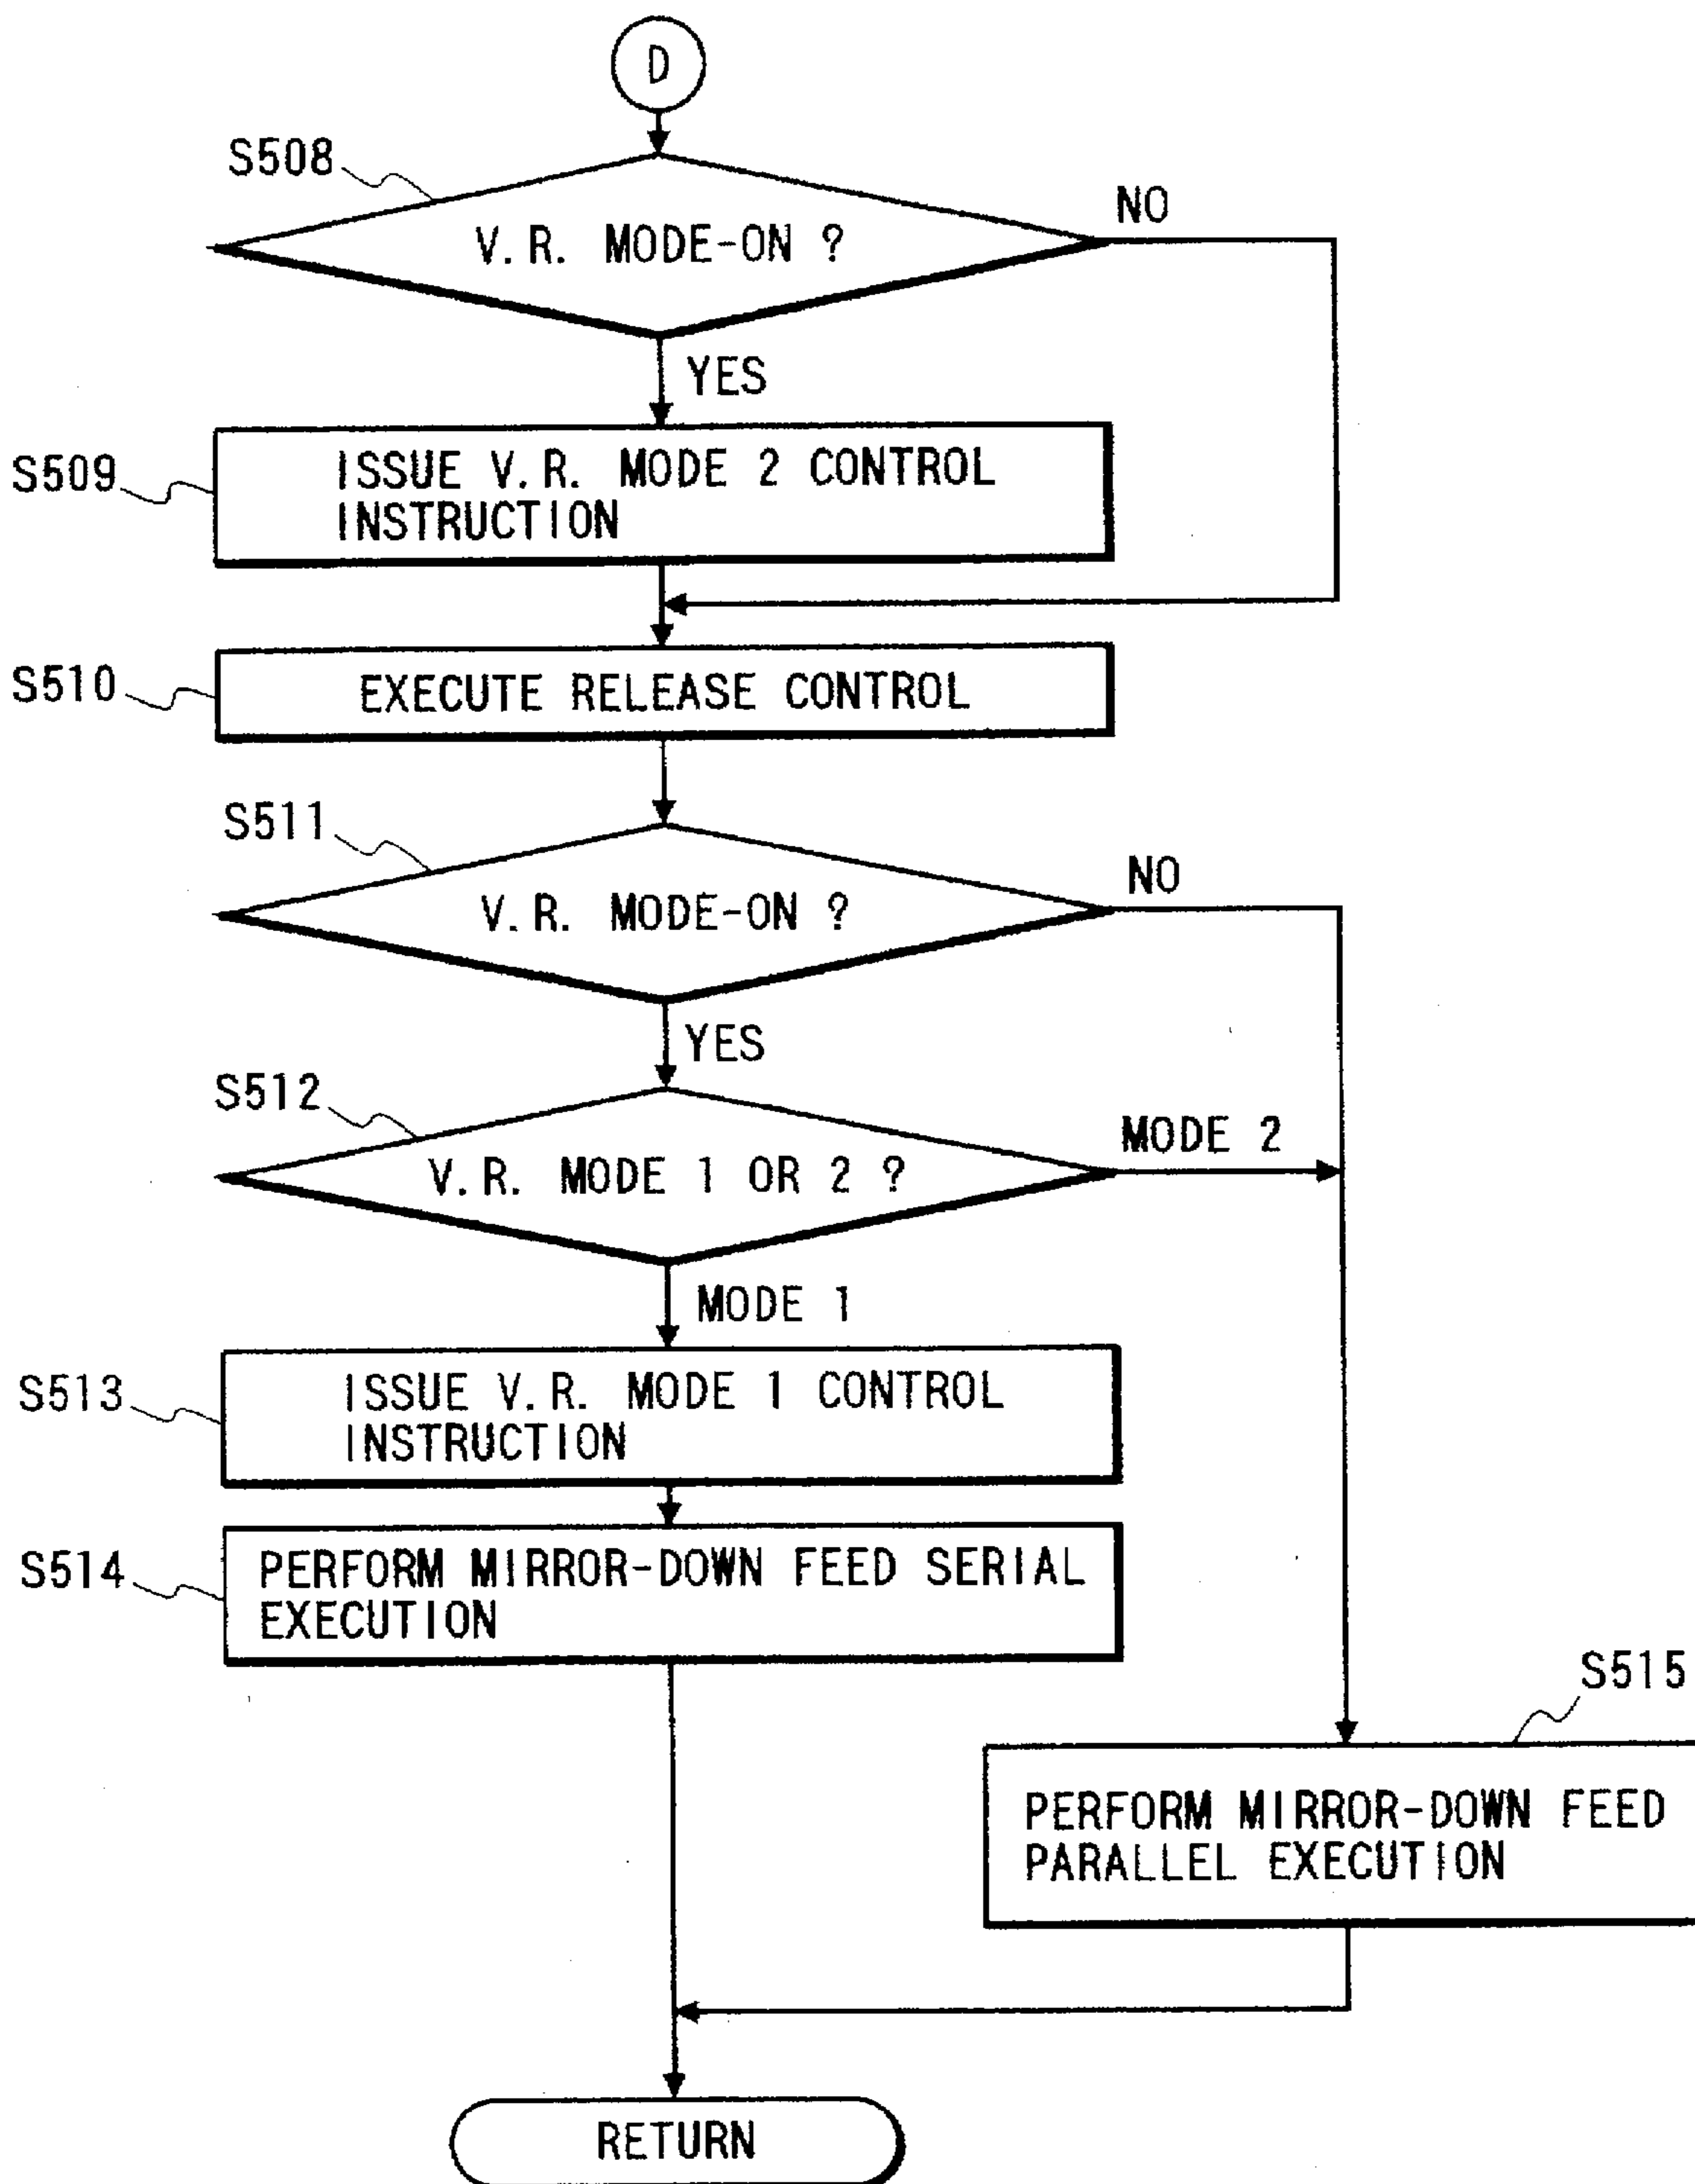 D
S508
V.R. MODE-ON ?
NO
YES
S509
ISSUE V.R. MODE 2 CONTROL
INSTRUCTION
S510
EXECUTE RELEASE CONTROL
S511
V.R. MODE-ON ?
NO
YES
S512
V.R. MODE 1 OR 2 ?
MODE 2
MODE 1
S513
ISSUE V.R. MODE 1 CONTROL
INSTRUCTION
S514
PERFORM MIRROR-DOWN FEED SERIAL
EXECUTION
S515
PERFORM MIRROR-DOWN FEED
PARALLEL EXECUTION
RETURN